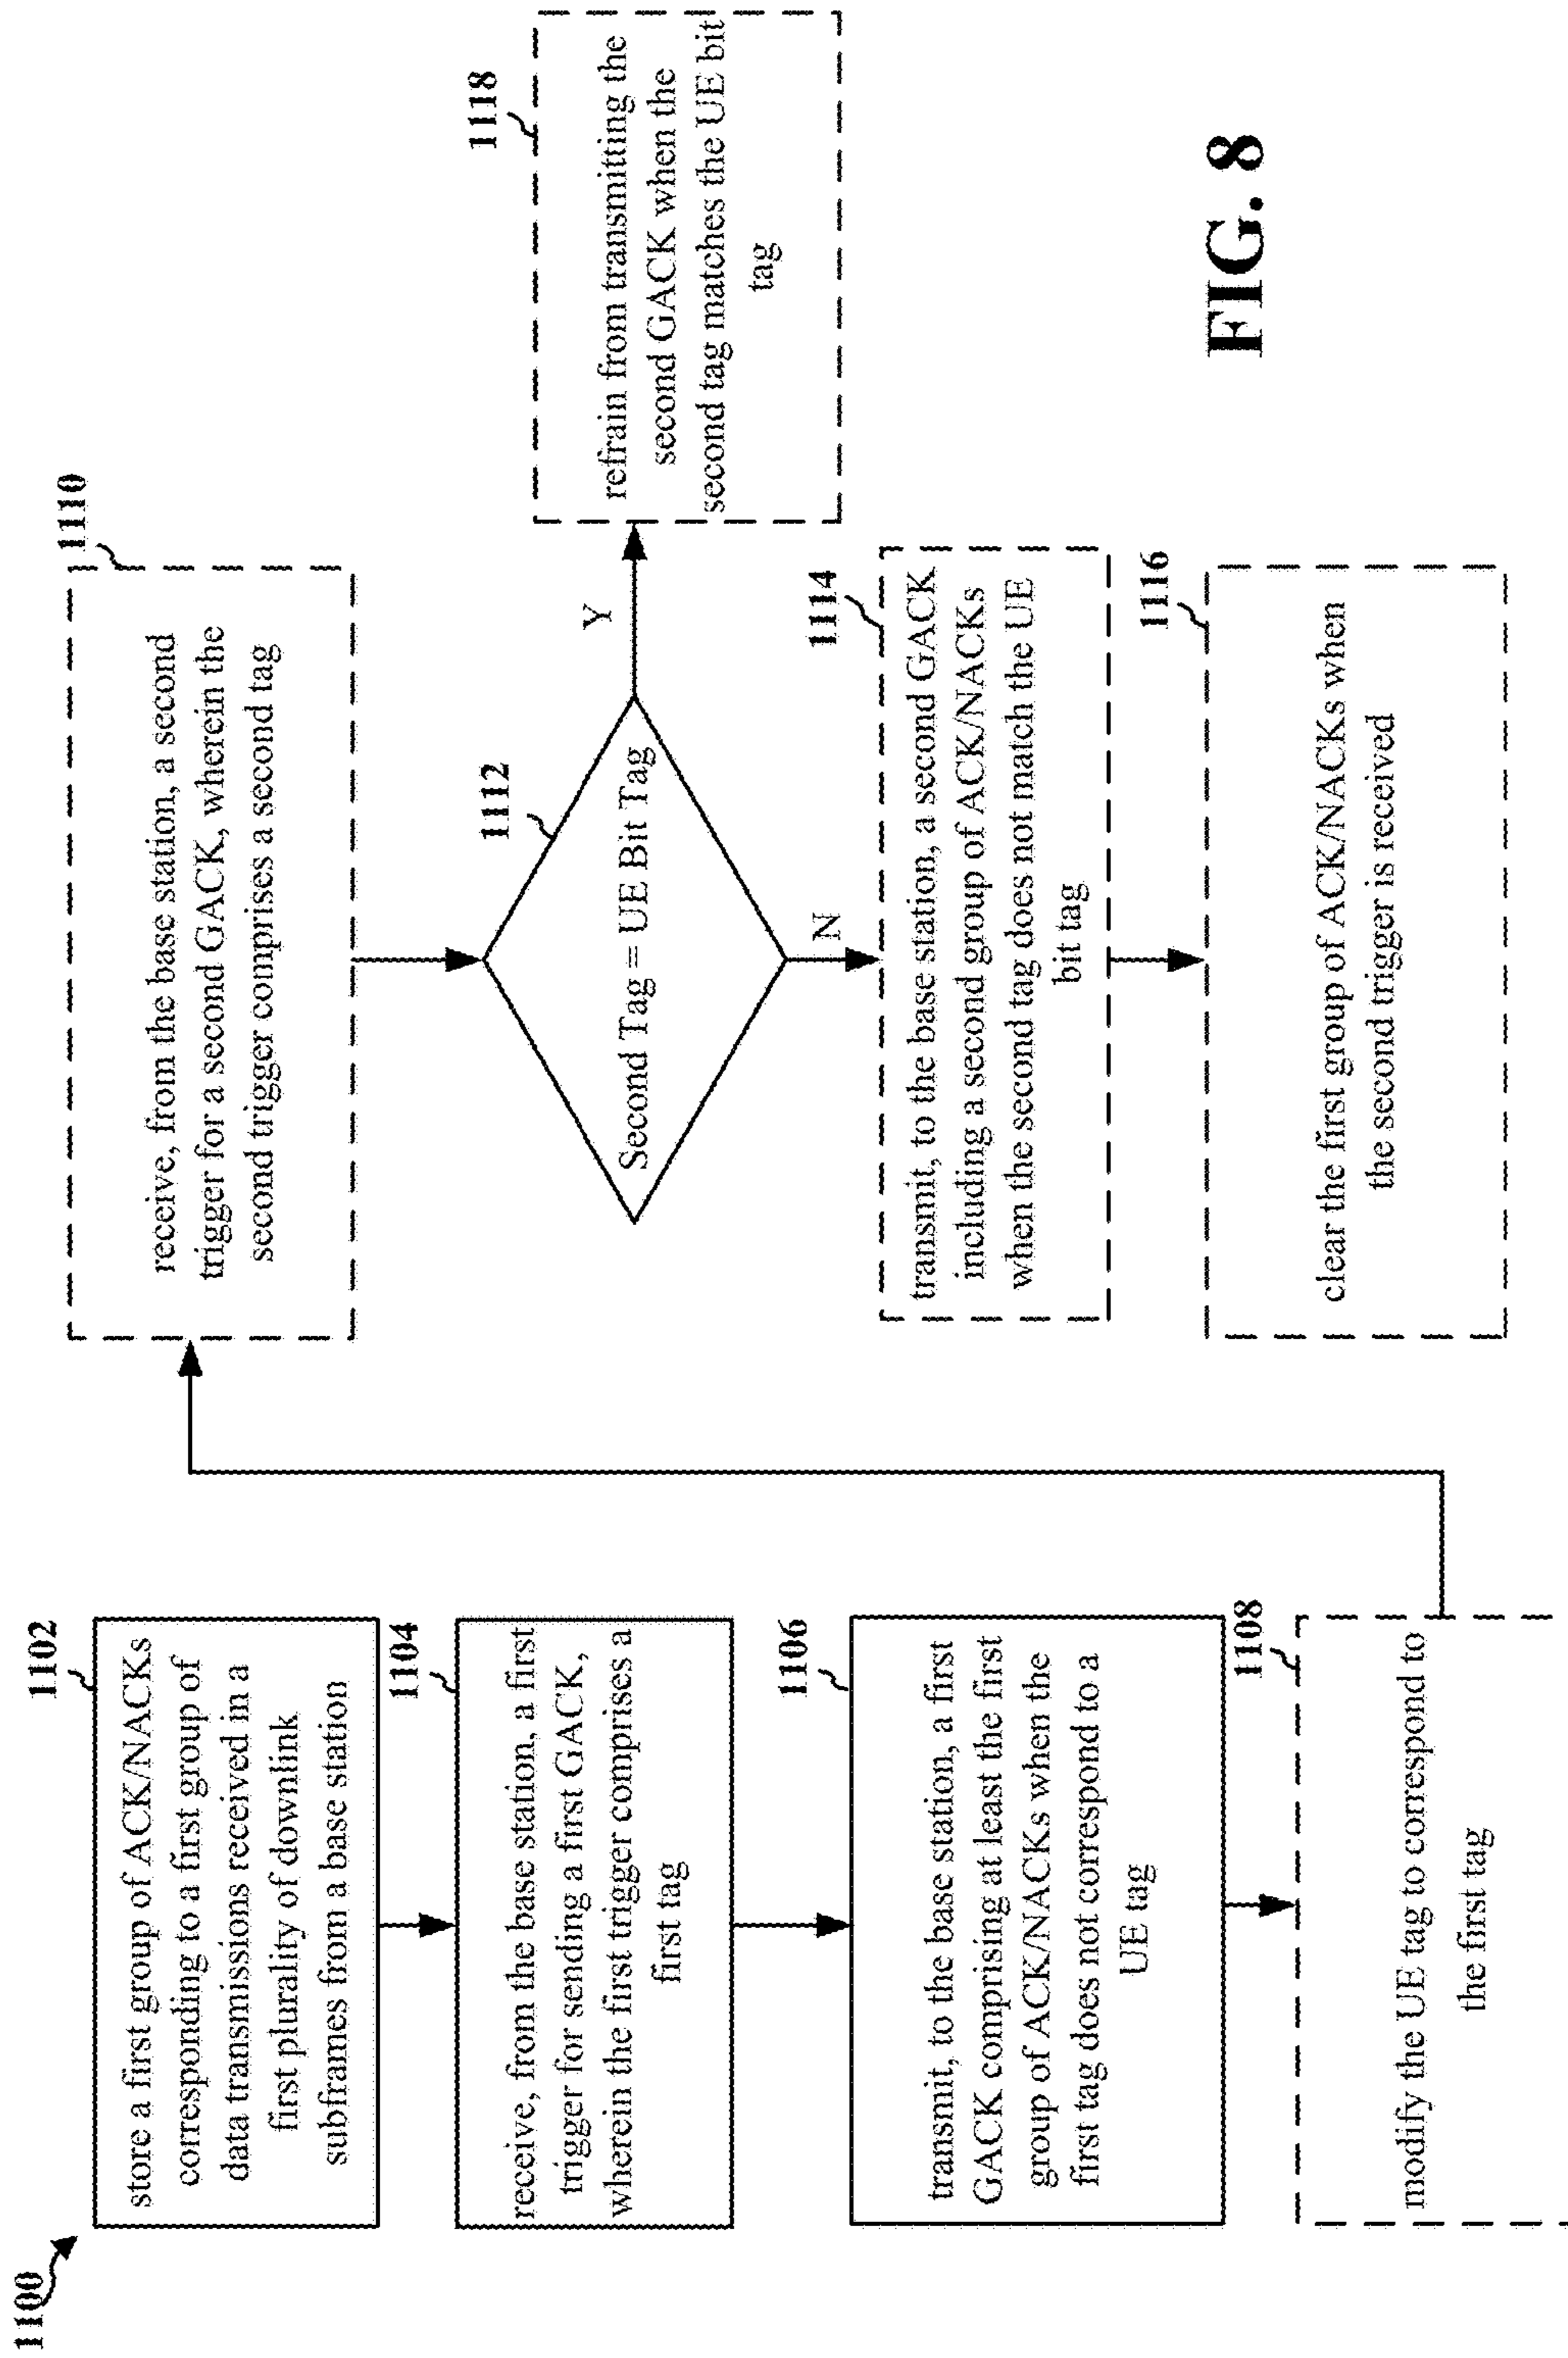 1100
1102
store a first group of ACK/NACKs
corresponding to a first group of
data transmissions received in a
first plurality of downlink
subframes from a base station
1104
receive, from the base station, a first
trigger for sending a first GACK,
wherein the first trigger comprises a
first tag
1106
transmit, to the base station, a first
GACK comprising at least the first
group of ACK/NACKs when the
first tag does not correspond to a
UE tag
1108
modify the UE tag to correspond to
the first tag
1110
receive, from the base station, a second
trigger for a second GACK, wherein the
second trigger comprises a second tag
1112
Second Tag = UE Bit Tag
Y
N
1114
transmit, to the base station, a second GACK
including a second group of ACK/NACKs
when the second tag does not match the UE
bit tag
1116
clear the first group of ACK/NACKs when
the second trigger is received
1118
refrain from transmitting the
second GACK when the
second tag matches the UE bit
tag
FIG. 8